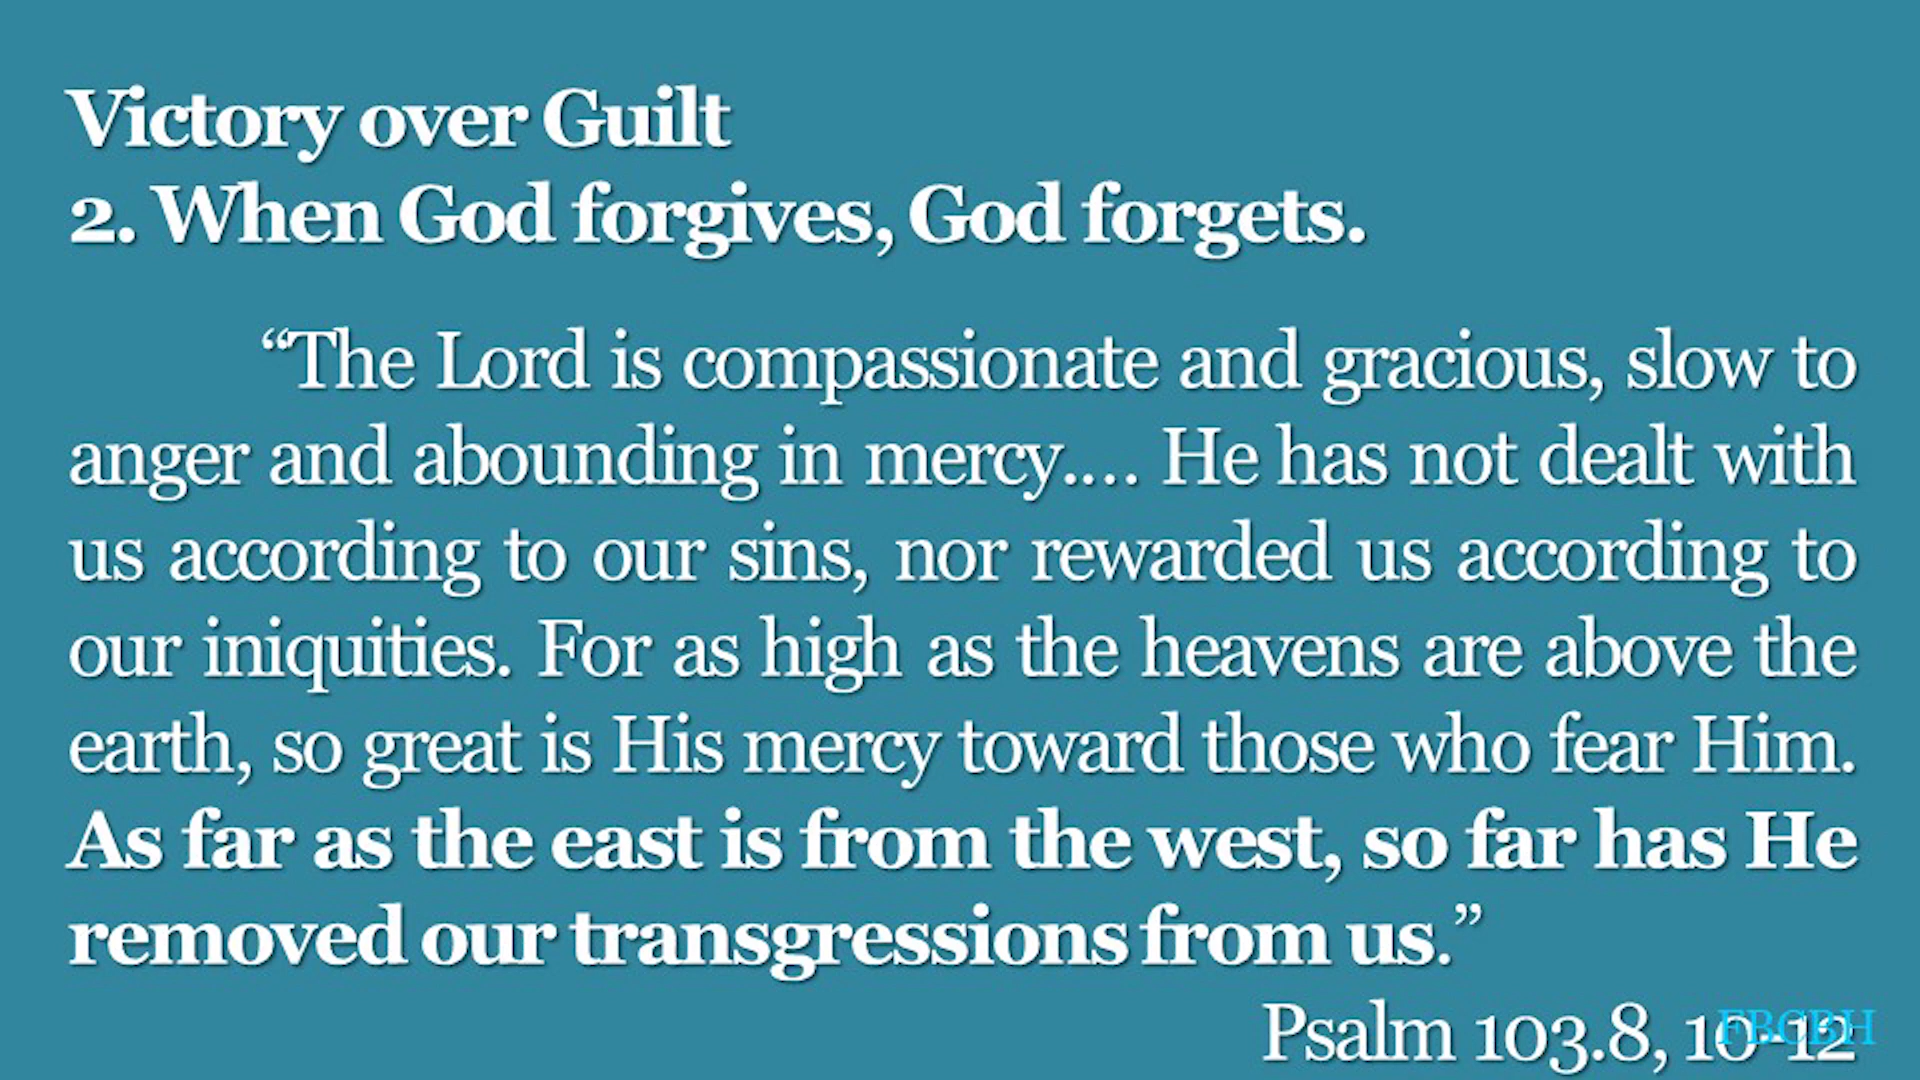 Victory over Guilt
2. When God forgives, God forgets.
“The Lord is compassionate and gracious, slow to
anger and abounding in mercy.… He has not dealt with
us according to our sins, nor rewarded us according to
our iniquities. For as high as the heavens are above the
earth, so great is His mercy toward those who fear Him.
As far as the east is from the west, so far has He
removed our transgressions from us.”
Psalm 103.8, 10-12
FBCBH